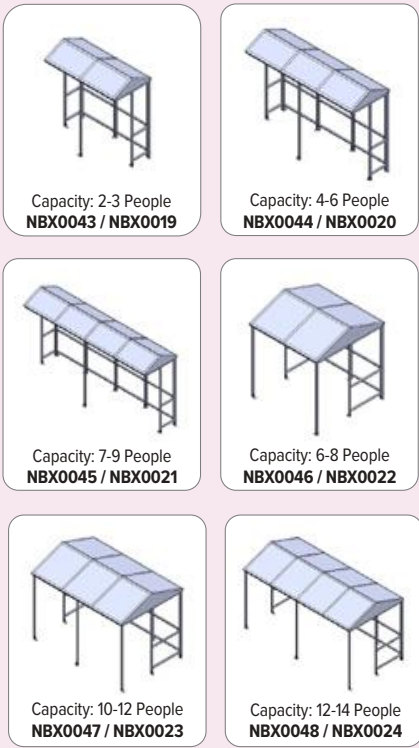 Capacity: 2-3 People
NBX0043 / NBX0019
Capacity: 4-6 People
NBX0044 / NBX0020
Capacity: 7-9 People
NBX0045 / NBX0021
Capacity: 6-8 People
NBX0046 / NBX0022
Capacity: 10-12 People
NBX0047 / NBX0023
Capacity: 12-14 People
NBX0048 / NBX0024